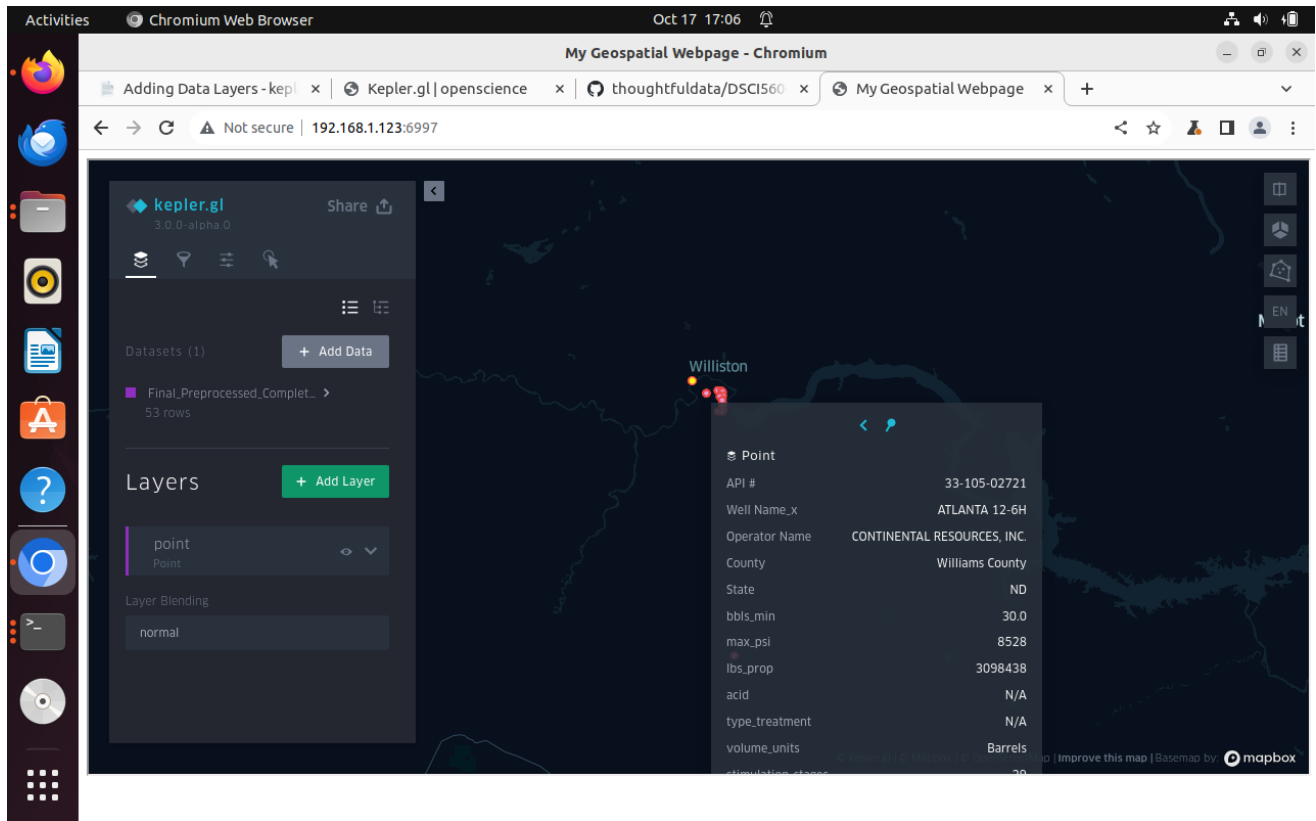 Activities Chromium Web Browser Oct 17 17:06
My Geospatial Webpage - Chromium
Adding Data Layers - kepl × Kepler.gl | openscience × thoughtfuldata/DSCI560 × My Geospatial Webpage × +
Not secure | 192.168.1.123:6997
kepler.gl Share
3.0.0-alpha.0
EN
Datasets (1) + Add Data
Final_Preprocessed_Complet...
53 rows
Layers + Add Layer
point
Point
Layer Blending
normal
Williston
Point
API # 33-105-02721
Well Name_x ATLANTA 12-6H
Operator Name CONTINENTAL RESOURCES, INC.
County Williams County
State ND
bbls_min 30.0
max_psi 8528
lbs_prop 3098438
acid N/A
type_treatment N/A
volume_units Barrels
stimulation_stages 29
Improve this map | Basemap by: mapbox